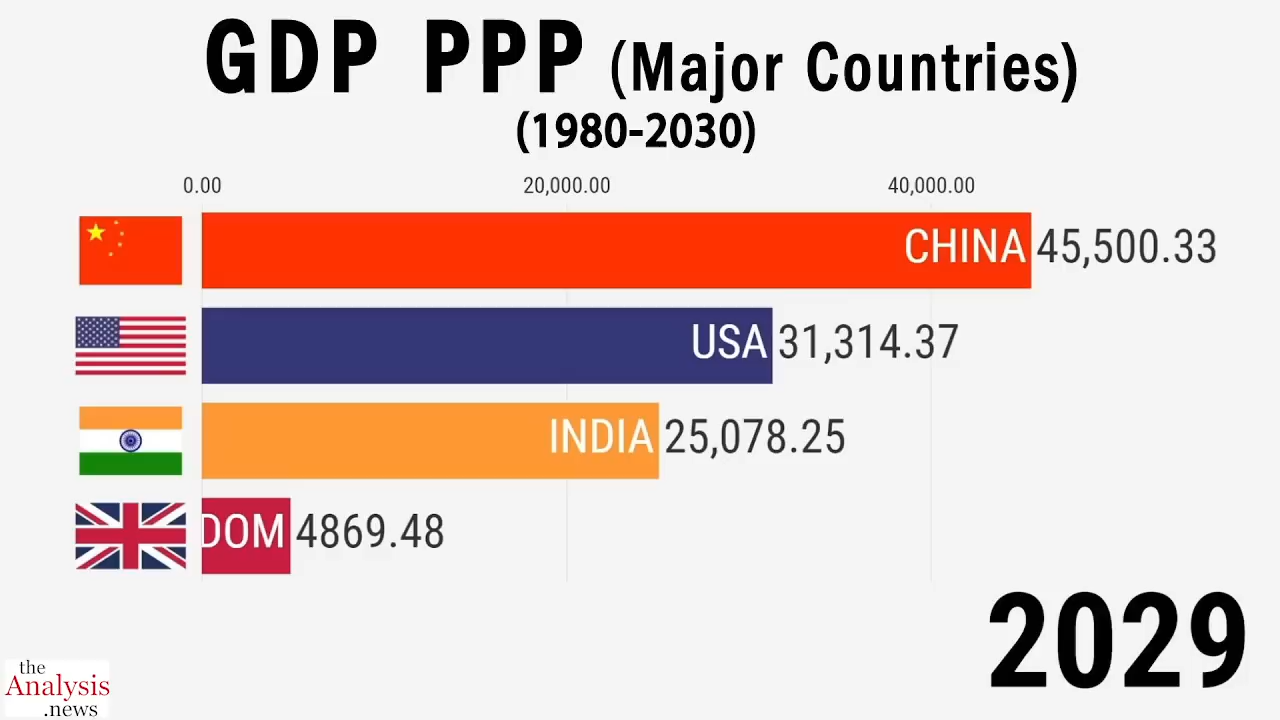 GDP PPP (Major Countries)
(1980-2030)
0.00 20,000.00 40,000.00
CHINA 45,500.33
USA 31,314.37
INDIA 25,078.25
DOM 4869.48
2029
the
Analysis
.news